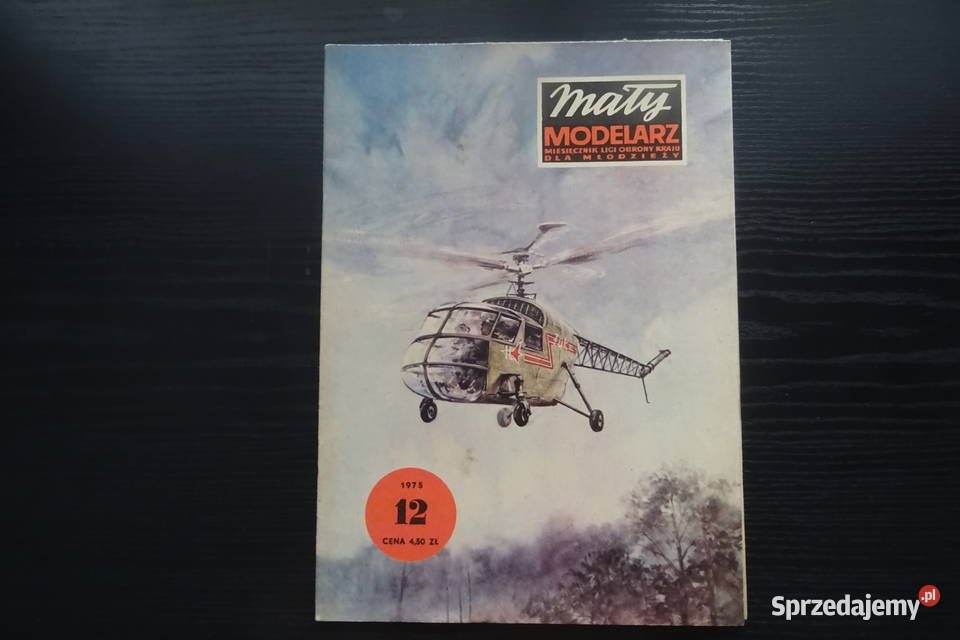 Mały
MODELARZ
MIESIĘCZNIK LIGI OBRONY KRAJU
DLA MŁODZIEŻY
1975
12
CENA 4,50 ZŁ
Sprzedajemy.pl